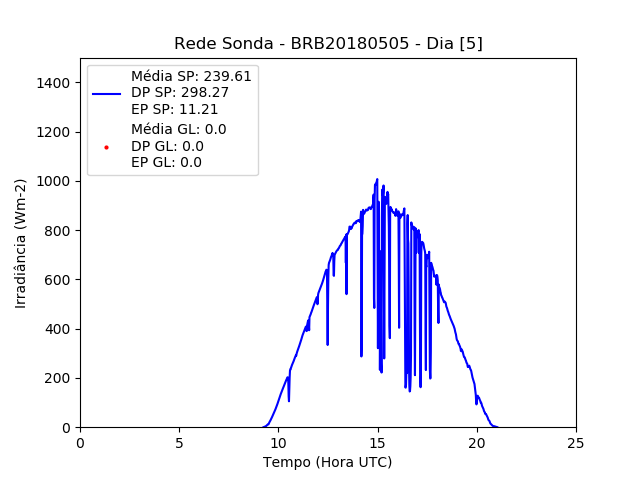 Rede Sonda - BRB20180505 - Dia [5]
Média SP: 239.61
DP SP: 298.27
EP SP: 11.21
Média GL: 0.0
DP GL: 0.0
EP GL: 0.0
1400
1200
1000
800
600
400
200
0
Irradiância (Wm-2)
0 5 10 15 20 25
Tempo (Hora UTC)